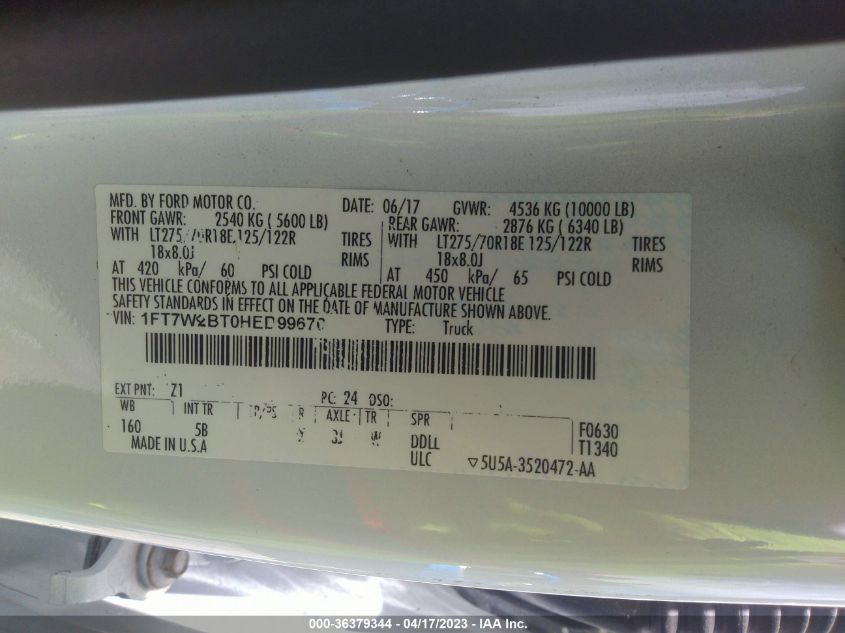 MFD. BY FORD MOTOR CO. DATE: 06/17 GVWR: 4536 KG (10000 LB)
FRONT GAWR: 2540 KG ( 5600 LB) REAR GAWR: 2876 KG ( 6340 LB)
WITH TIRES WITH LT275/70R18E 125/122R TIRES
18x8.0J RIMS 18x8.0J RIMS
AT 420 kPa/ 60 PSI COLD AT 450 kPa/ 65 PSI COLD
THIS VEHICLE CONFORMS TO ALL APPLICABLE FEDERAL MOTOR VEHICLE
SAFETY STANDARDS IN EFFECT ON THE DATE OF MANUFACTURE SHOWN ABOVE.
VIN: TYPE: Truck
EXT PNT: Z1 PC: 24 DSO:
WB INT TR R AXLE TR SPR F0630
160 5B DDLL T1340
MADE IN U.S.A ULC ▽5U5A-3520472-AA
000-36379344 - 04/17/2023 - IAA Inc.